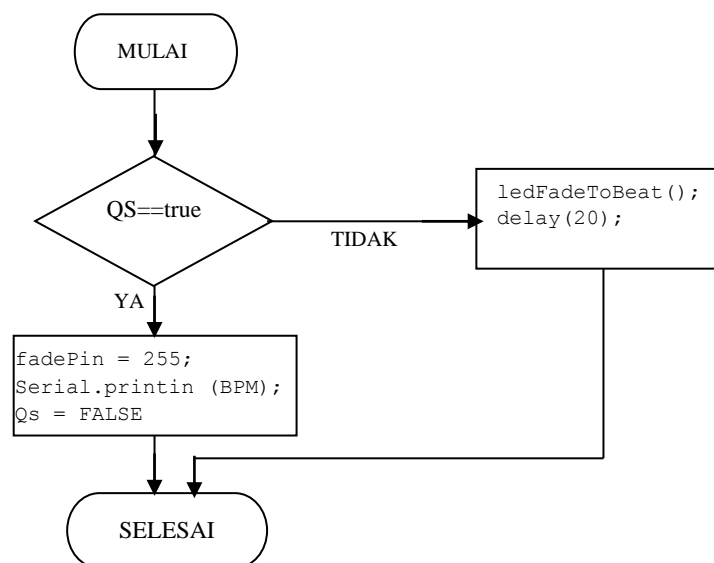 MULAI
QS==true
TIDAK
ledFadeToBeat();
delay(20);
YA
fadePin = 255;
Serial.printin (BPM);
Qs = FALSE
SELESAI